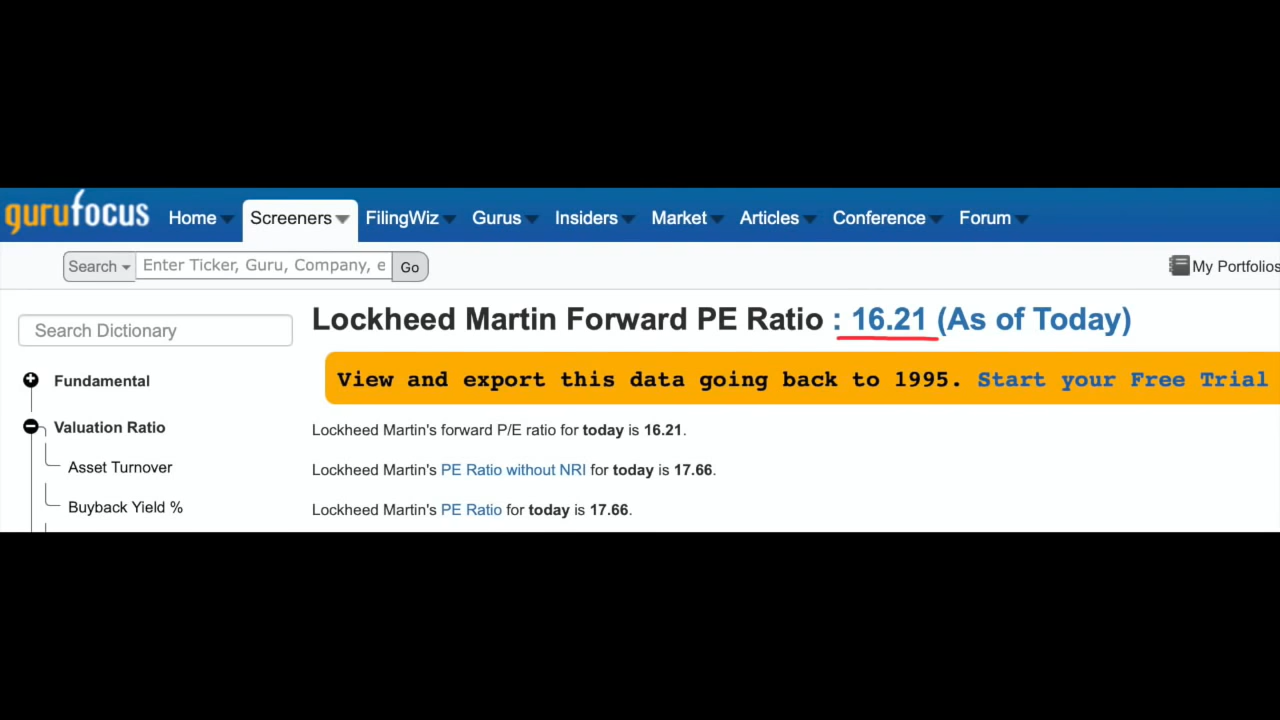 gurufocus Home Screeners FilingWiz Gurus Insiders Market Articles Conference Forum
Search Enter Ticker, Guru, Company, e Go My Portfolios
Search Dictionary
Lockheed Martin Forward PE Ratio : 16.21 (As of Today)
View and export this data going back to 1995. Start your Free Trial
Fundamental
Valuation Ratio
Asset Turnover
Buyback Yield %
Lockheed Martin's forward P/E ratio for today is 16.21.
Lockheed Martin's PE Ratio without NRI for today is 17.66.
Lockheed Martin's PE Ratio for today is 17.66.